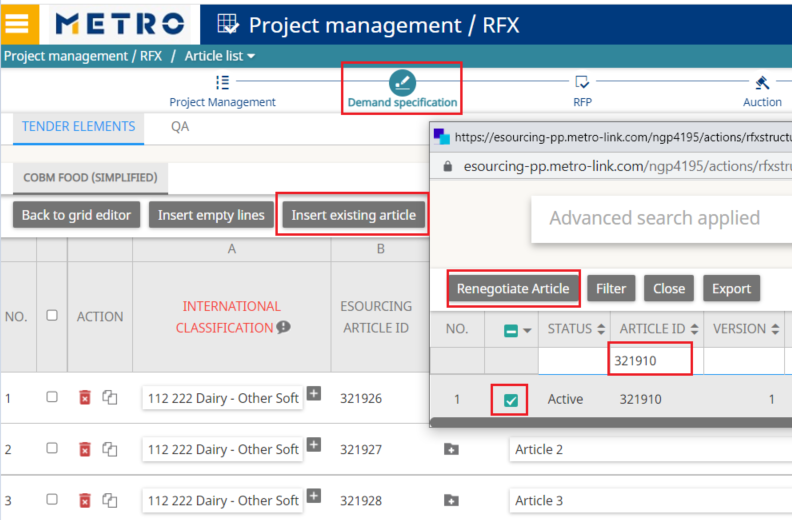 METRO
Project management / RFX
Project management / RFX / Article list
Project Management
Demand specification
RFP
Auction
TENDER ELEMENTS
QA
COBM FOOD (SIMPLIFIED)
Back to grid editor
Insert empty lines
Insert existing article
A
B
NO.
ACTION
INTERNATIONAL
CLASSIFICATION
ESOURCING
ARTICLE ID
1
112 222 Dairy - Other Soft
321926
2
112 222 Dairy - Other Soft
321927
Article 2
3
112 222 Dairy - Other Soft
321928
Article 3
https://esourcing-pp.metro-link.com/ngp4195/actions/rfxstructu
esourcing-pp.metro-link.com/ngp4195/actions/rfxstru
Advanced search applied
Renegotiate Article
Filter
Close
Export
NO.
STATUS
ARTICLE ID
VERSION
321910
1
Active
321910
1